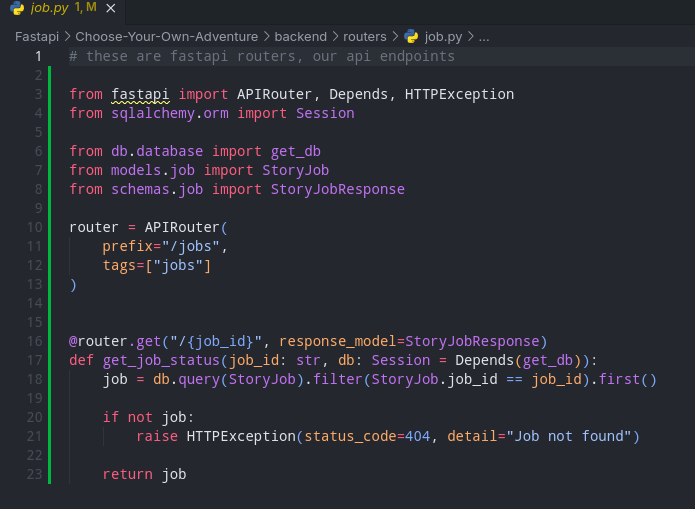 job.py 1, M ×
Fastapi > Choose-Your-Own-Adventure > backend > routers > job.py > ...
1 # these are fastapi routers, our api endpoints
2
3 from fastapi import APIRouter, Depends, HTTPException
4 from sqlalchemy.orm import Session
5
6 from db.database import get_db
7 from models.job import StoryJob
8 from schemas.job import StoryJobResponse
9
10 router = APIRouter(
11     prefix="/jobs",
12     tags=["jobs"]
13 )
14
15
16 @router.get("/{job_id}", response_model=StoryJobResponse)
17 def get_job_status(job_id: str, db: Session = Depends(get_db)):
18     job = db.query(StoryJob).filter(StoryJob.job_id == job_id).first()
19
20     if not job:
21         raise HTTPException(status_code=404, detail="Job not found")
22
23     return job